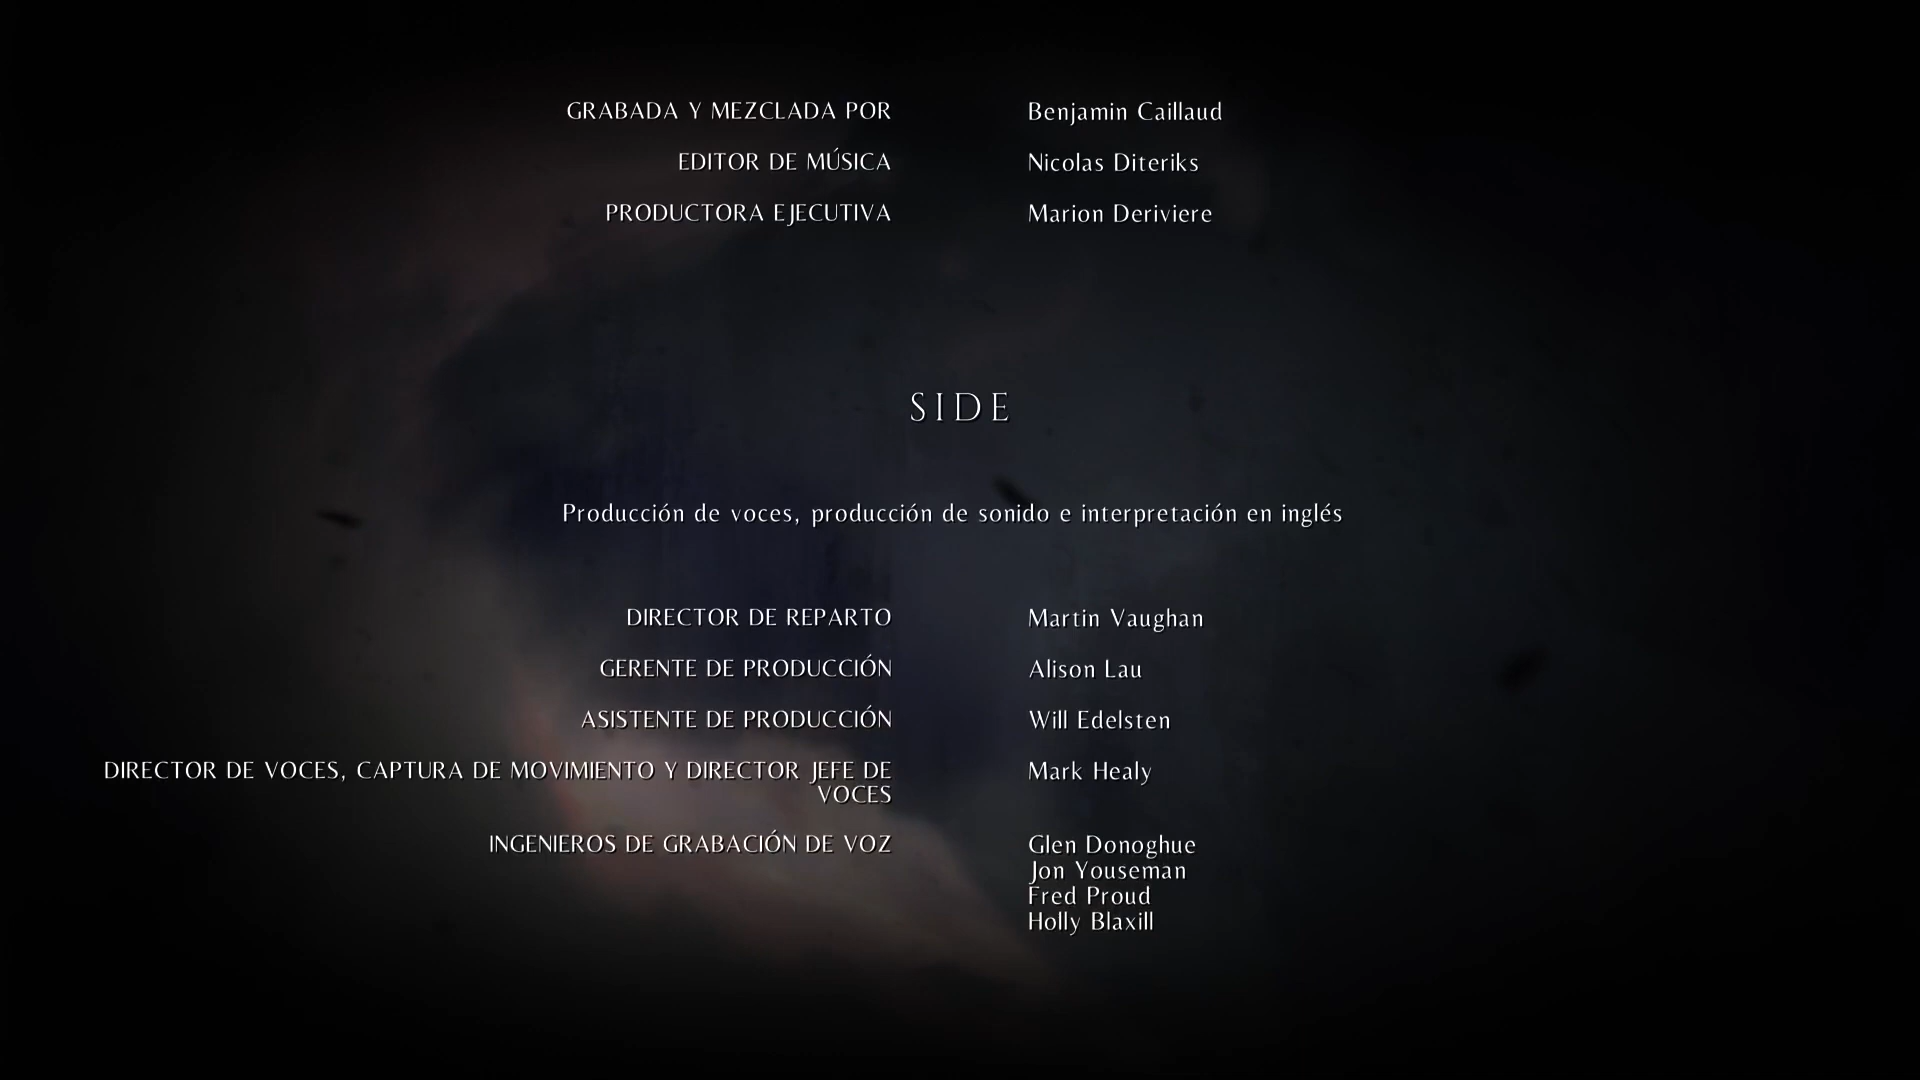 GRABADA Y MEZCLADA POR Benjamin Caillaud
EDITOR DE MÚSICA Nicolas Diteriks
PRODUCTORA EJECUTIVA Marion Deriviere
SIDE
Producción de voces, producción de sonido e interpretación en inglés
DIRECTOR DE REPARTO Martin Vaughan
GERENTE DE PRODUCCIÓN Alison Lau
ASISTENTE DE PRODUCCIÓN Will Edelsten
DIRECTOR DE VOCES, CAPTURA DE MOVIMIENTO Y DIRECTOR JEFE DE Mark Healy
VOCES
INGENIEROS DE GRABACIÓN DE VOZ Glen Donoghue
Jon Youseman
Fred Proud
Holly Blaxill